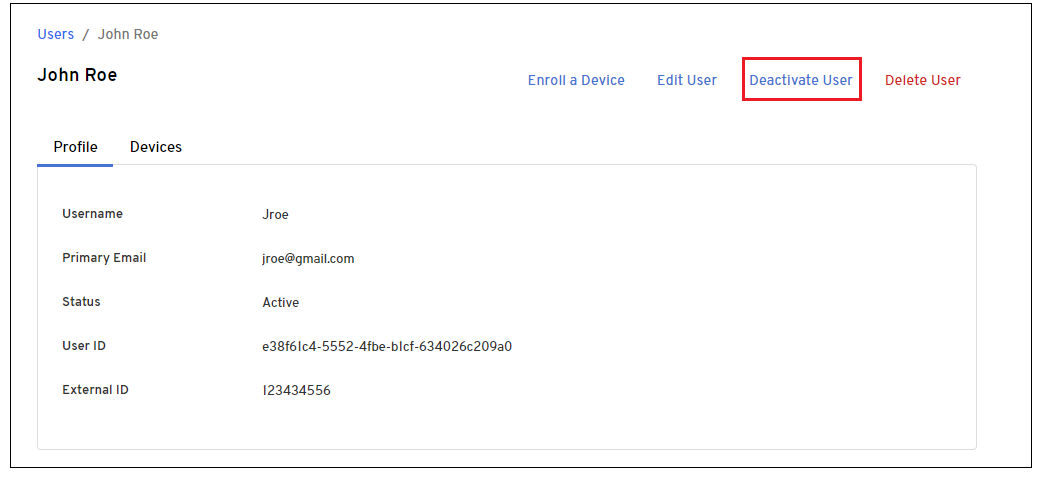 Users / John Roe
John Roe
Enroll a Device Edit User Deactivate User Delete User
Profile Devices
Username Jroe
Primary Email jroe@gmail.com
Status Active
User ID e38f61c4-5552-4fbe-b1cf-634026c209a0
External ID 123434556